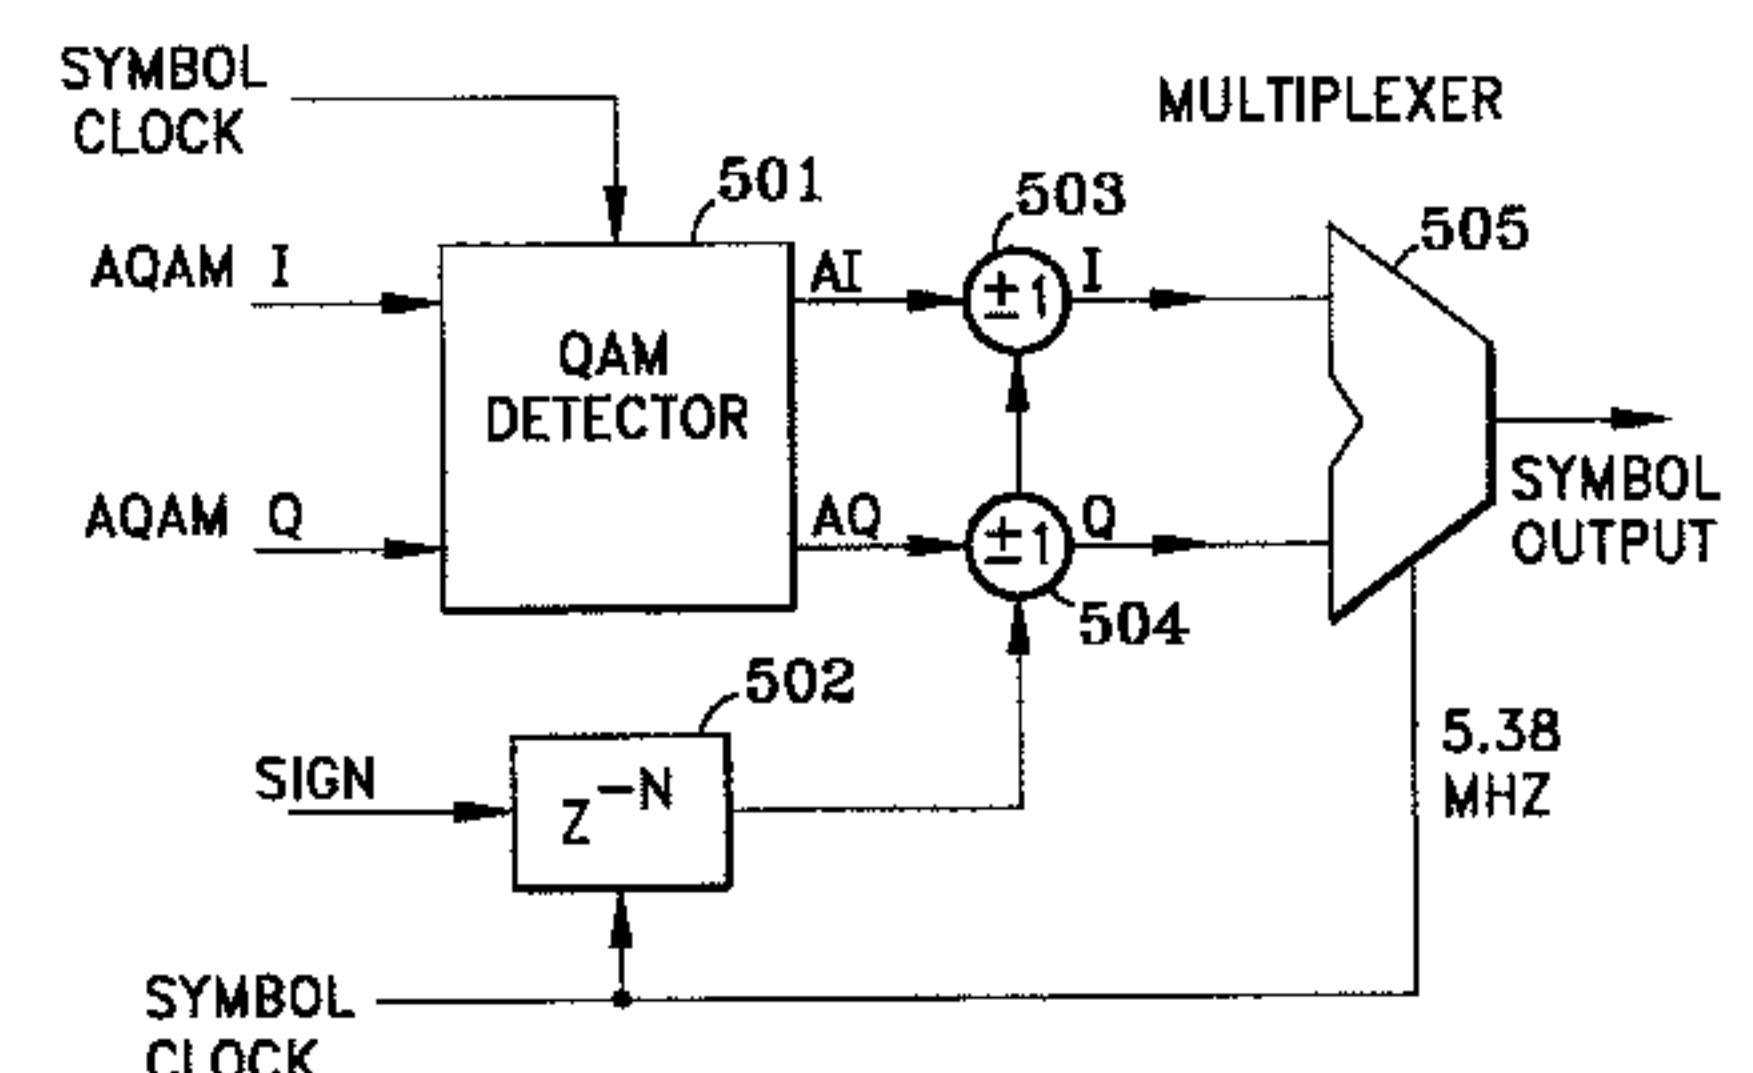 SYMBOL
CLOCK
MULTIPLEXER
501
503
505
AQAM I
AI
±1
I
QAM
DETECTOR
AQAM Q
AQ
±1
Q
SYMBOL
OUTPUT
504
502
SIGN
Z^-N
5.38
MHZ
SYMBOL
CLOCK